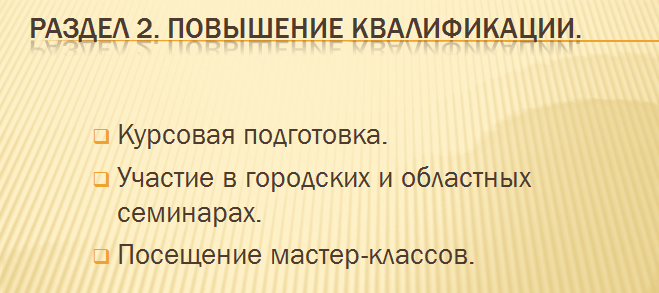 РАЗДЕЛ 2. ПОВЫШЕНИЕ КВАЛИФИКАЦИИ.
Курсовая подготовка.
Участие в городских и областных
семинарах.
Посещение мастер-классов.